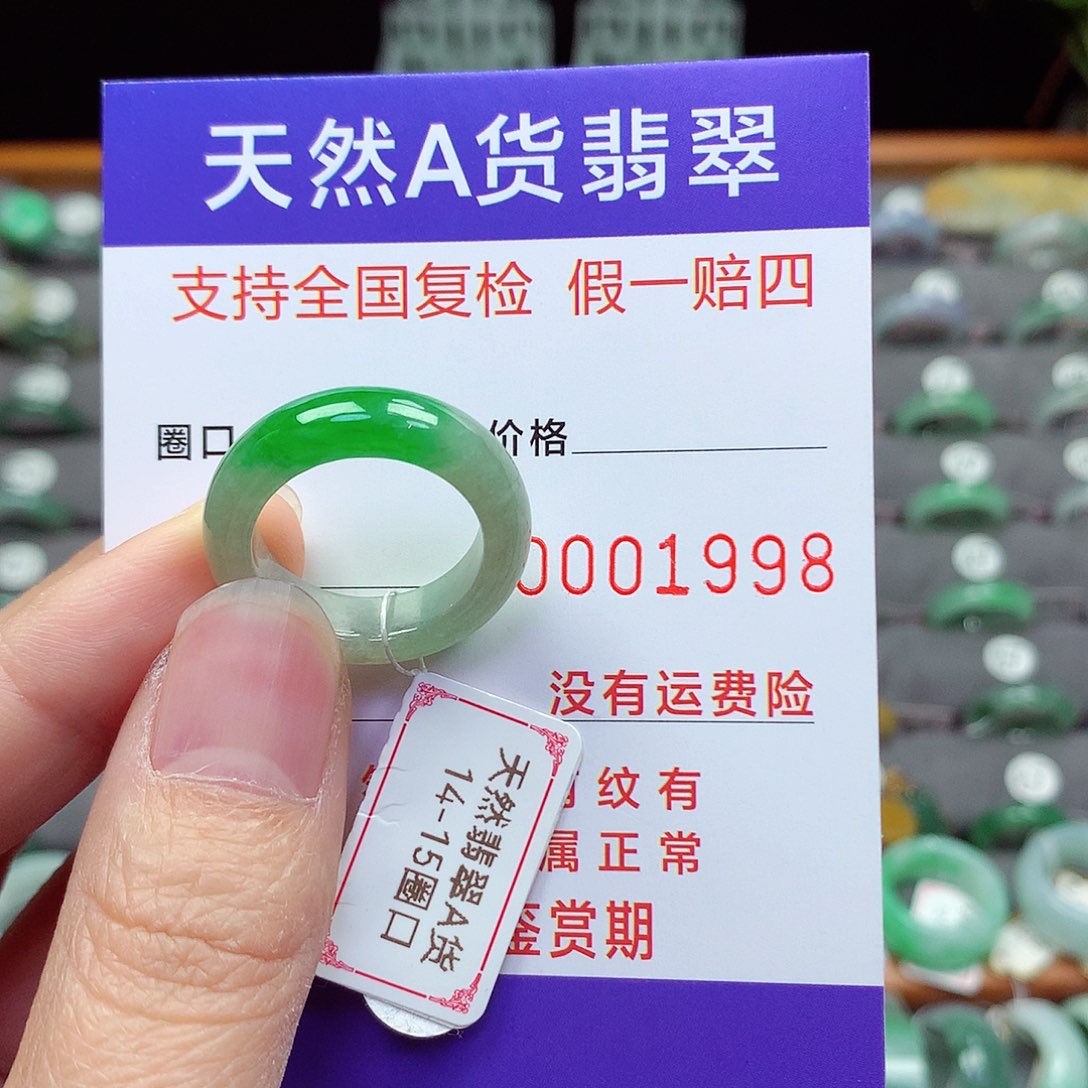 天然A货翡翠
支持全国复检 假一赔四
圈口 价格
0001998
没有运费险
纹有
属正常
鉴赏期
天然翡翠A货
14-15圈口